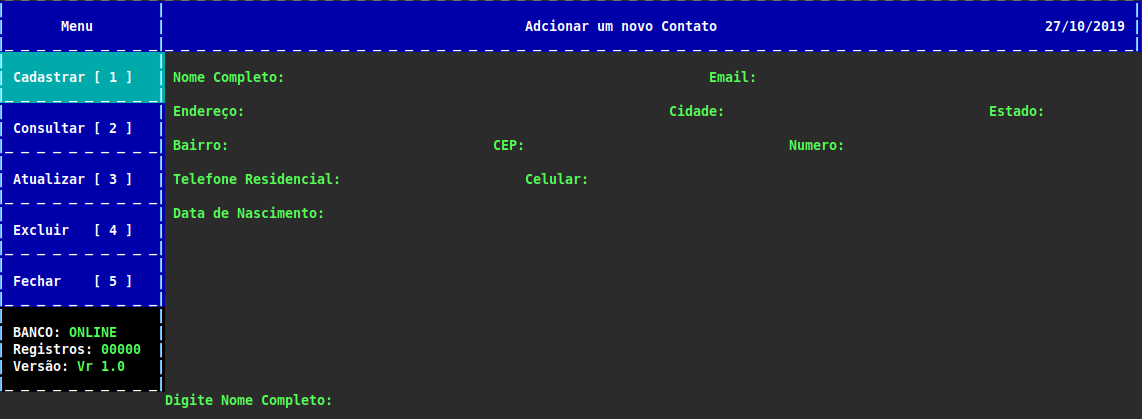 Menu Adcionar um novo Contato 27/10/2019
Cadastrar [ 1 ] Nome Completo: Email:
Endereço: Cidade: Estado:
Consultar [ 2 ]
Bairro: CEP: Numero:
Atualizar [ 3 ] Telefone Residencial: Celular:
Data de Nascimento:
Excluir [ 4 ]
Fechar [ 5 ]
BANCO: ONLINE
Registros: 00000
Versão: Vr 1.0
Digite Nome Completo: